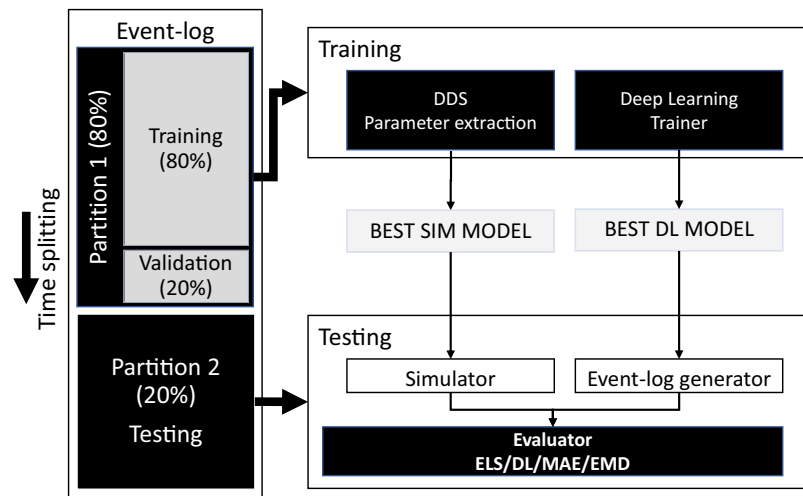 Event-log
Partition 1 (80%)
Training
(80%)
Validation
(20%)
Time splitting
Partition 2
(20%)
Testing
Training
DDS
Parameter extraction
Deep Learning
Trainer
BEST SIM MODEL
BEST DL MODEL
Testing
Simulator
Event-log generator
Evaluator
ELS/DL/MAE/EMD